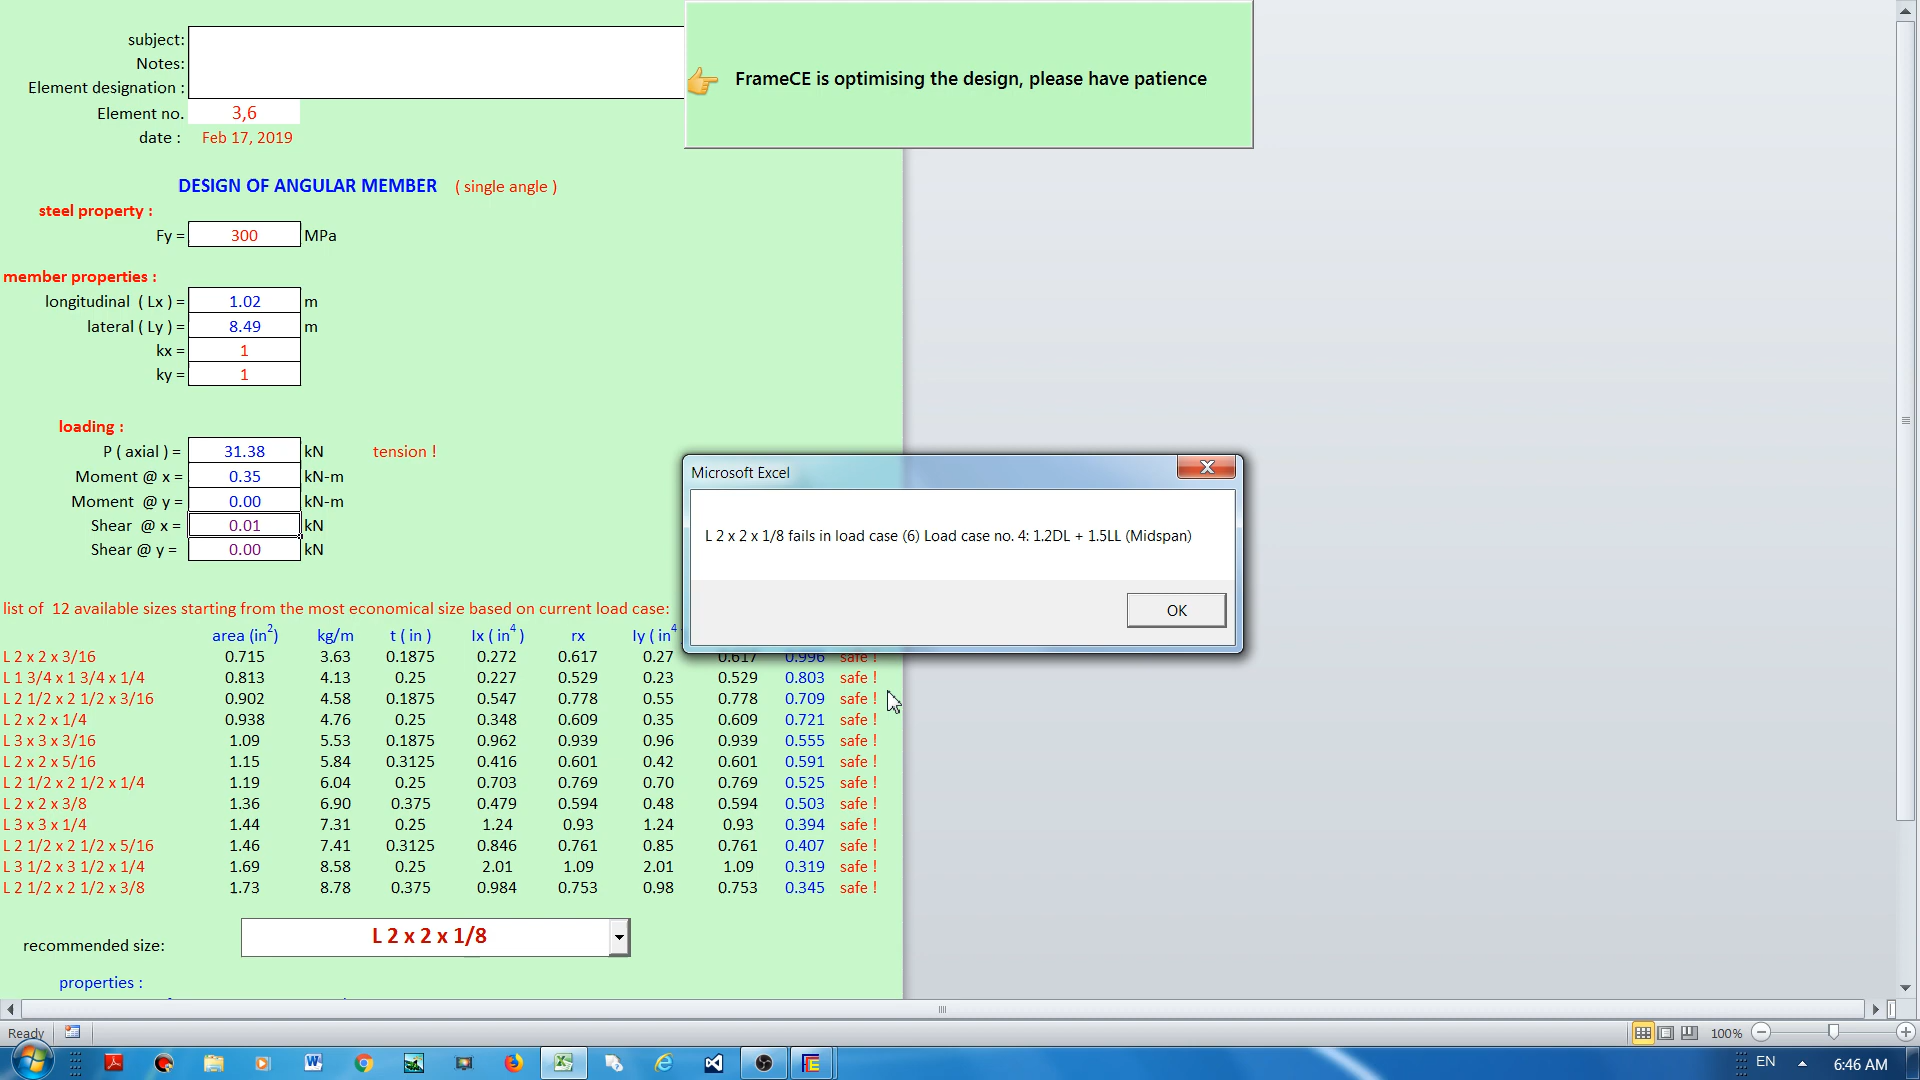 subject:
Notes:
Element designation :
Element no. 3,6
date : Feb 17, 2019
FrameCE is optimising the design, please have patience
DESIGN OF ANGULAR MEMBER ( single angle )
steel property :
Fy = 300 MPa
member properties :
longitudinal ( Lx ) = 1.02 m
lateral ( Ly ) = 8.49 m
kx = 1
ky = 1
loading :
P ( axial ) = 31.38 kN tension !
Moment @ x = 0.35 kN-m
Moment @ y = 0.00 kN-m
Shear @ x = 0.01 kN
Shear @ y = 0.00 kN
Microsoft Excel
L 2 x 2 x 1/8 fails in load case (6) Load case no. 4: 1.2DL + 1.5LL (Midspan)
OK
list of 12 available sizes starting from the most economical size based on current load case:
area (in2) kg/m t ( in ) Ix ( in4 ) rx Iy ( in4
L 2 x 2 x 3/16 0.715 3.63 0.1875 0.272 0.617 0.27 0.617 0.996 safe !
L 1 3/4 x 1 3/4 x 1/4 0.813 4.13 0.25 0.227 0.529 0.23 0.529 0.803 safe !
L 2 1/2 x 2 1/2 x 3/16 0.902 4.58 0.1875 0.547 0.778 0.55 0.778 0.709 safe !
L 2 x 2 x 1/4 0.938 4.76 0.25 0.348 0.609 0.35 0.609 0.721 safe !
L 3 x 3 x 3/16 1.09 5.53 0.1875 0.962 0.939 0.96 0.939 0.555 safe !
L 2 x 2 x 5/16 1.15 5.84 0.3125 0.416 0.601 0.42 0.601 0.591 safe !
L 2 1/2 x 2 1/2 x 1/4 1.19 6.04 0.25 0.703 0.769 0.70 0.769 0.525 safe !
L 2 x 2 x 3/8 1.36 6.90 0.375 0.479 0.594 0.48 0.594 0.503 safe !
L 3 x 3 x 1/4 1.44 7.31 0.25 1.24 0.93 1.24 0.93 0.394 safe !
L 2 1/2 x 2 1/2 x 5/16 1.46 7.41 0.3125 0.846 0.761 0.85 0.761 0.407 safe !
L 3 1/2 x 3 1/2 x 1/4 1.69 8.58 0.25 2.01 1.09 2.01 1.09 0.319 safe !
L 2 1/2 x 2 1/2 x 3/8 1.73 8.78 0.375 0.984 0.753 0.98 0.753 0.345 safe !
recommended size: L 2 x 2 x 1/8
properties :
Ready 100%
EN 6:46 AM